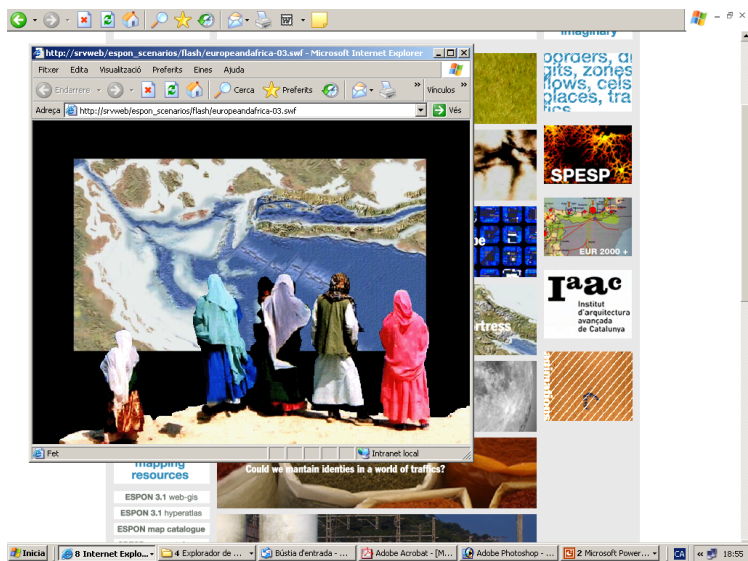 imaginary
http://srvweb/espon_scenarios/flash/europeandafrica-03.swf - Microsoft Internet Explorer
Fitxer Edita Visualització Preferits Eines Ajuda
Enderrere Cerca Preferits » Vínculos »
Adreça http://srvweb/espon_scenarios/flash/europeandafrica-03.swf Vés
borders, di
gits, zones
flows, cels
places, tra
fics
SPESP
EUR 2000 +
Iaac
Institut
d'arquitectura
avançada
de Catalunya
Fet Intranet local
mapping
resources
ESPON 3.1 web-gis
ESPON 3.1 hyperatlas
ESPON map catalogue
Could we mantain identies in a world of traffics?
Inicia 8 Internet Explo... 4 Explorador de ... Bústia d'entrada - ... Adobe Acrobat - [M... Adobe Photoshop - ... 2 Microsoft Power... CA « 18:55